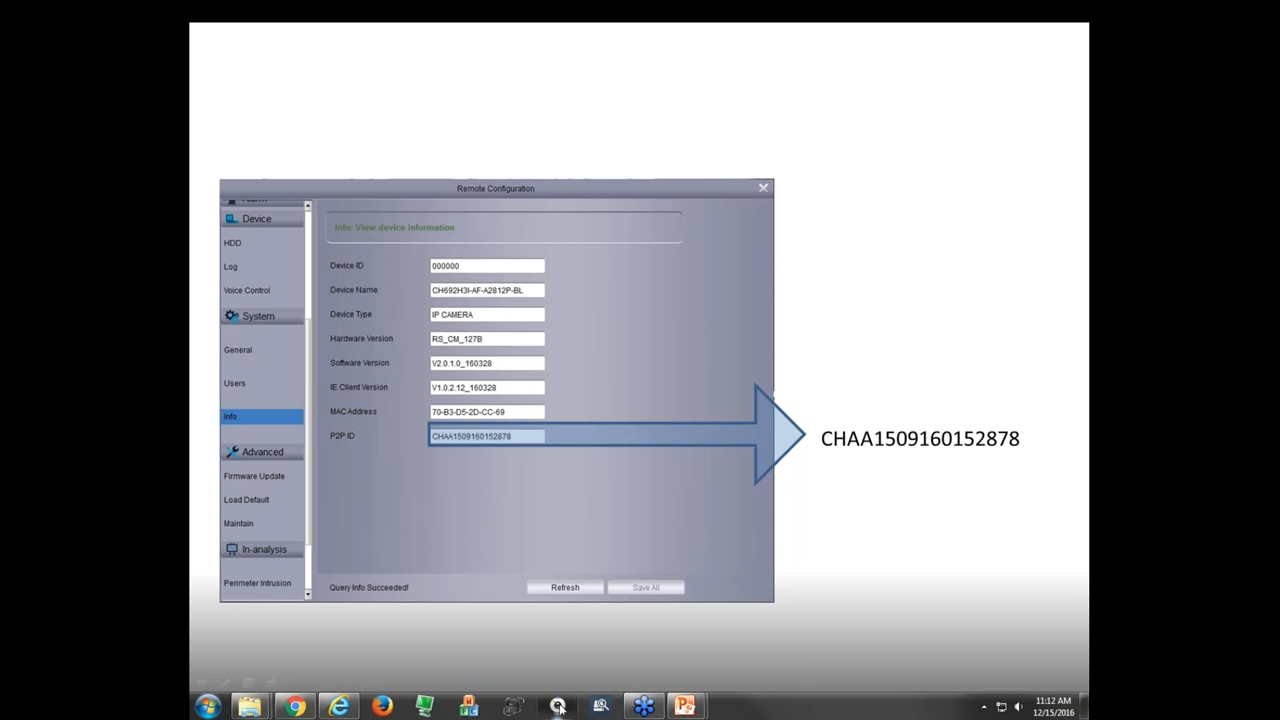 Remote Configuration
Alarm
Device
HDD
Log
Voice Control
System
General
Users
Info
Advanced
Firmware Update
Load Default
Maintain
In-analysis
Perimeter Intrusion
Info: View device information
Device ID 000000
Device Name CH692H3I-AF-A2812P-BL
Device Type IP CAMERA
Hardware Version RS_CM_127B
Software Version V2.0.1.0_160328
IE Client Version V1.0.2.12_160328
MAC Address 70-B3-D5-2D-CC-69
P2P ID CHAA1509160152878
CHAA1509160152878
Query Info Succeeded!
Refresh
Save All
11:12 AM
12/15/2016